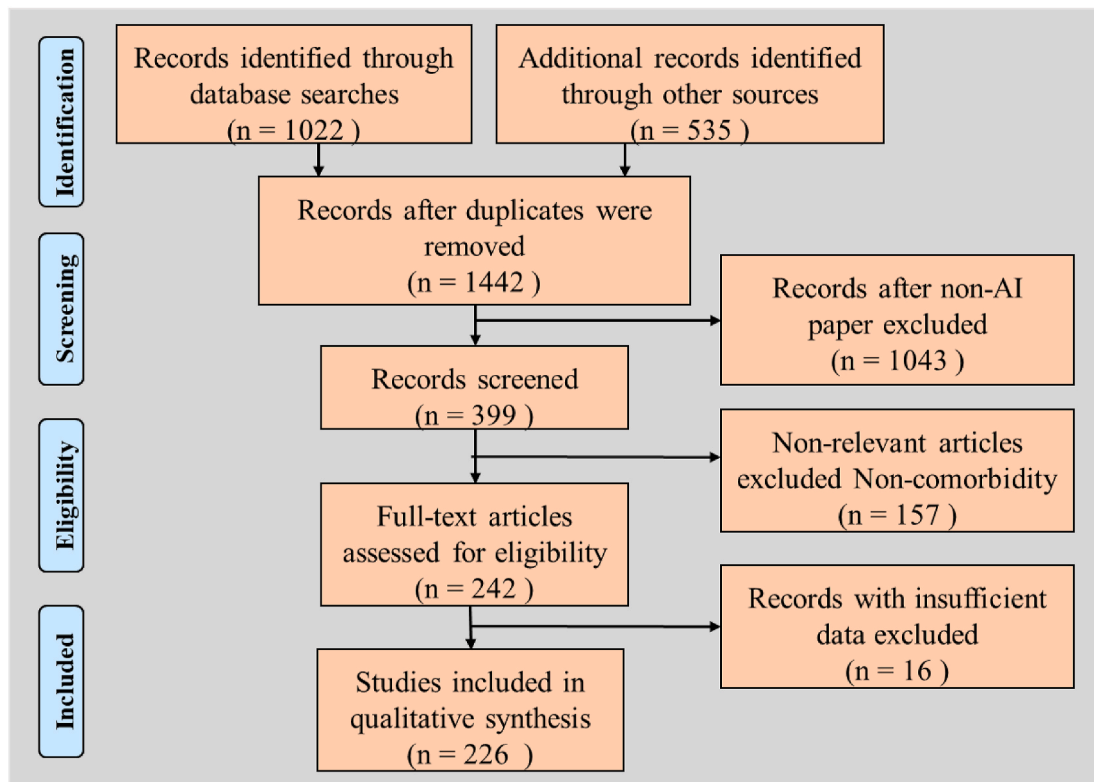 Identification
Records identified through
database searches
(n = 1022 )
Additional records identified
through other sources
(n = 535 )
Records after duplicates were
removed
(n = 1442 )
Screening
Records after non-AI
paper excluded
(n = 1043 )
Records screened
(n = 399 )
Eligibility
Non-relevant articles
excluded Non-comorbidity
(n = 157 )
Full-text articles
assessed for eligibility
(n = 242 )
Included
Records with insufficient
data excluded
(n = 16 )
Studies included in
qualitative synthesis
(n = 226 )